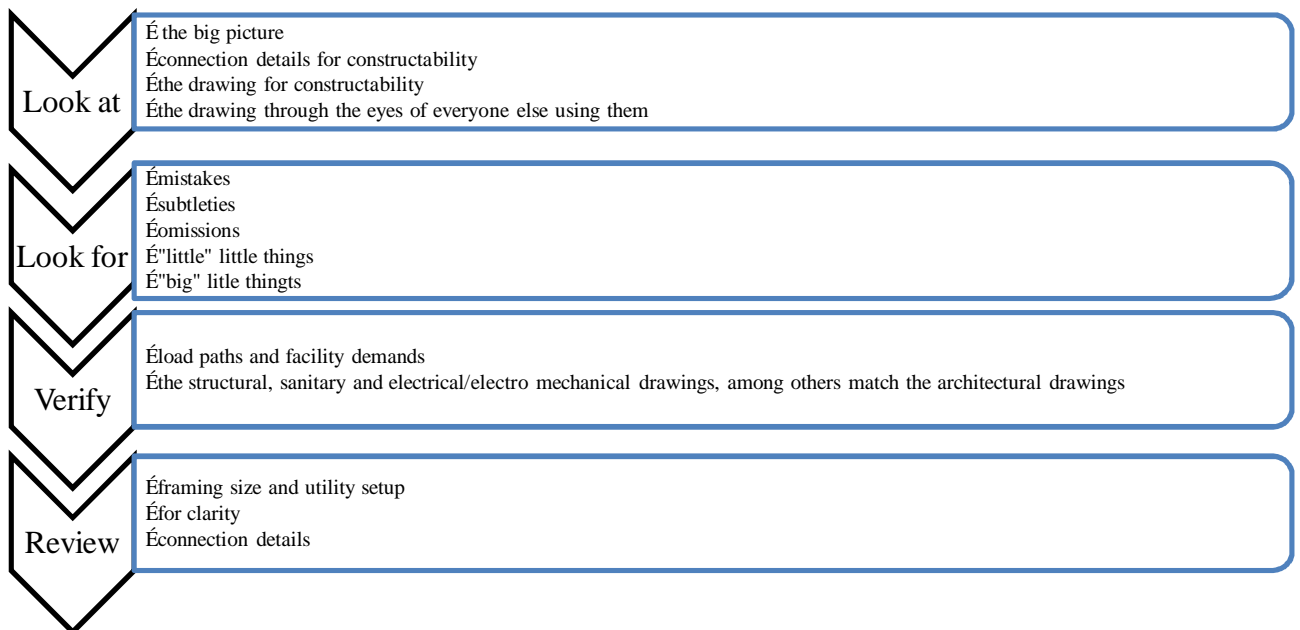 Look at
É the big picture
Éconnection details for constructability
Éthe drawing for constructability
Éthe drawing through the eyes of everyone else using them
Look for
Émistakes
Ésubtleties
Éomissions
É"little" little things
É"big" litle thingts
Verify
Éload paths and facility demands
Éthe structural, sanitary and electrical/electro mechanical drawings, among others match the architectural drawings
Review
Éframing size and utility setup
Éfor clarity
Éconnection details